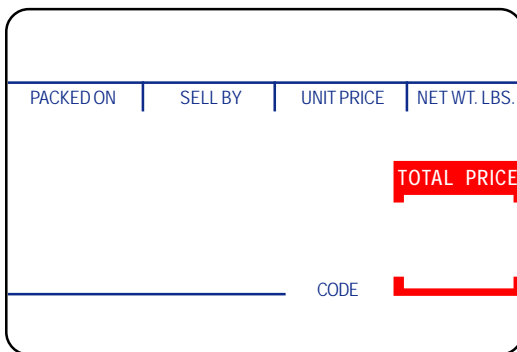 PACKED ON SELL BY UNIT PRICE NET WT. LBS.
TOTAL PRICE
CODE